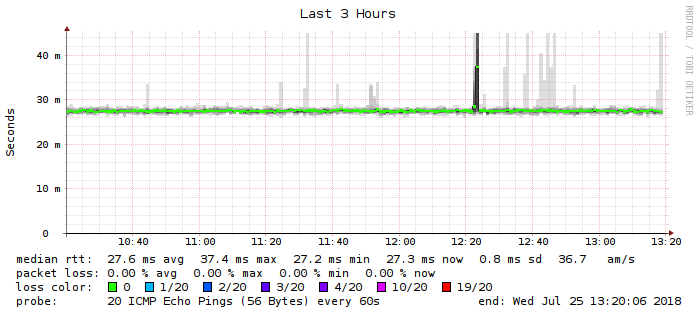 Last 3 Hours
RRDTOOL / TOBI OETIKER
Seconds
40 m
30 m
20 m
10 m
0
10:40 11:00 11:20 11:40 12:00 12:20 12:40 13:00 13:20
median rtt: 27.6 ms avg 37.4 ms max 27.2 ms min 27.3 ms now 0.8 ms sd 36.7 am/s
packet loss: 0.00 % avg 0.00 % max 0.00 % min 0.00 % now
loss color: 0 1/20 2/20 3/20 4/20 10/20 19/20
probe: 20 ICMP Echo Pings (56 Bytes) every 60s end: Wed Jul 25 13:20:06 2018